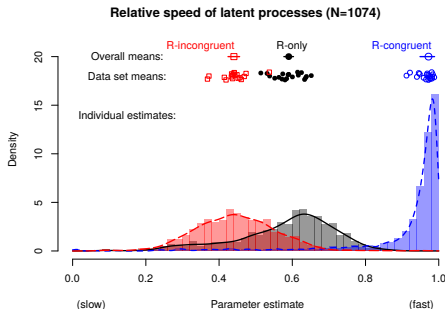 Relative speed of latent processes (N=1074)
R-incongruent R-only R-congruent
20 Overall means:
Data set means:
15
Individual estimates:
Density
10
5
0
0.0 0.2 0.4 0.6 0.8 1.0
(slow) Parameter estimate (fast)